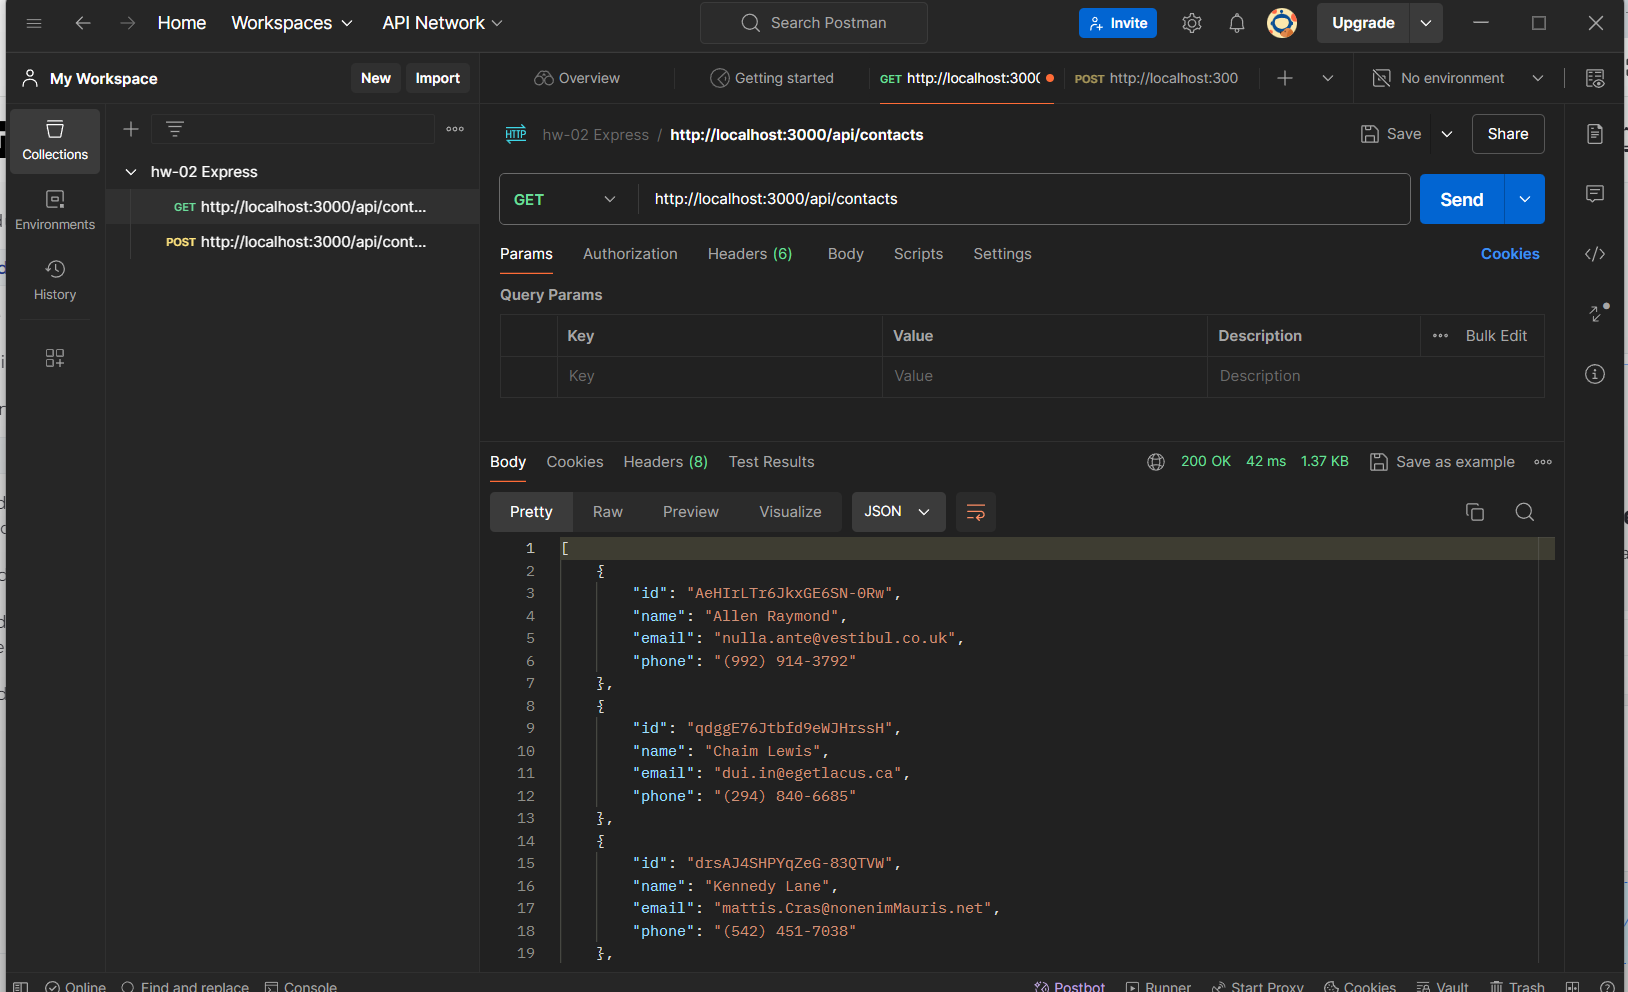 Home Workspaces API Network Search Postman Invite Upgrade
My Workspace New Import Overview Getting started GET http://localhost:300( POST http://localhost:300 No environment
Collections
Environments
History
hw-02 Express
GET http://localhost:3000/api/cont...
POST http://localhost:3000/api/cont...
HTTP hw-02 Express / http://localhost:3000/api/contacts Save Share
GET http://localhost:3000/api/contacts Send
Params Authorization Headers (6) Body Scripts Settings Cookies
Query Params
Key Value Description Bulk Edit
Key Value Description
Body Cookies Headers (8) Test Results 200 OK 42 ms 1.37 KB Save as example
Pretty Raw Preview Visualize JSON
1 [
2 {
3 "id": "AeHIrLTr6JkxGE6SN-0Rw",
4 "name": "Allen Raymond",
5 "email": "nulla.ante@vestibul.co.uk",
6 "phone": "(992) 914-3792"
7 },
8 {
9 "id": "qdggE76Jtbfd9eWJHrssH",
10 "name": "Chaim Lewis",
11 "email": "dui.in@egetlacus.ca",
12 "phone": "(294) 840-6685"
13 },
14 {
15 "id": "drsAJ4SHPYqZeG-83QTVW",
16 "name": "Kennedy Lane",
17 "email": "mattis.Cras@nonenimMauris.net",
18 "phone": "(542) 451-7038"
19 },
Online Find and replace Console Postbot Runner Start Proxy Cookies Vault Trash